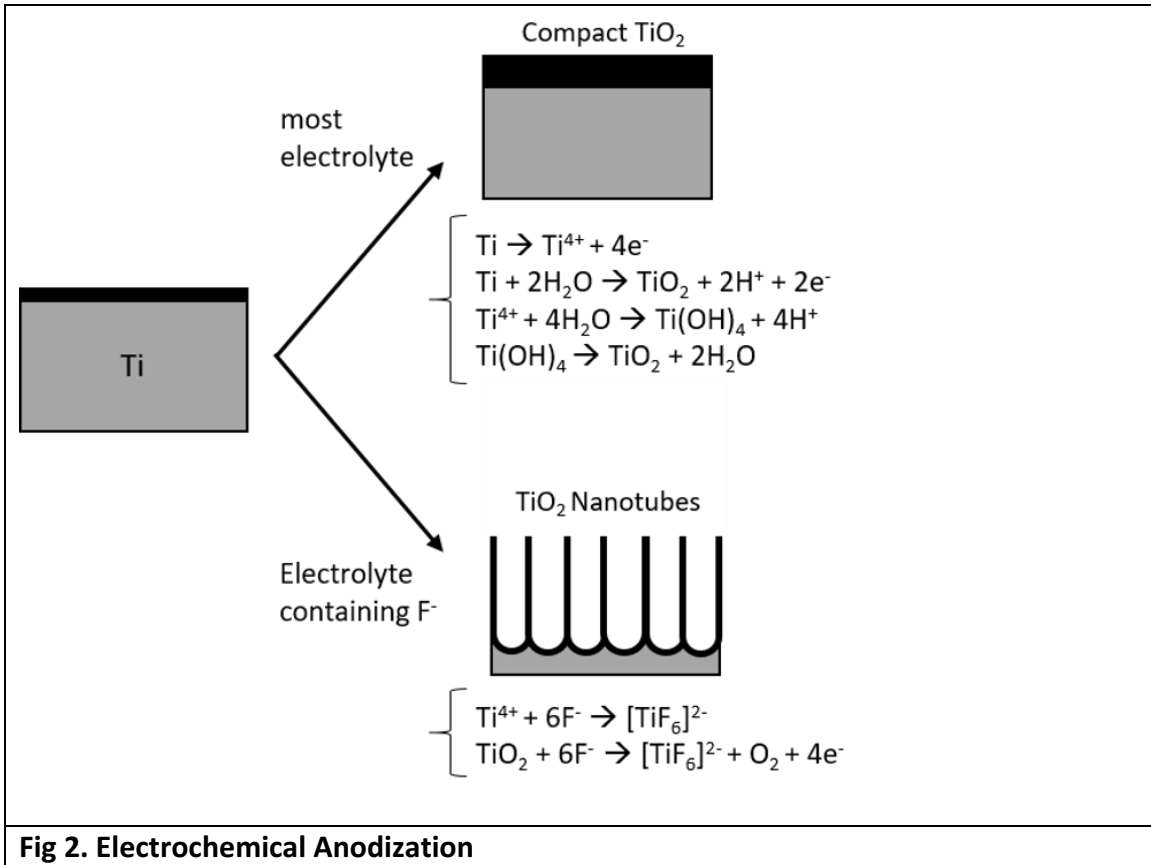 Compact TiO₂
most
electrolyte
Ti → Ti⁴⁺ + 4e⁻
Ti + 2H₂O → TiO₂ + 2H⁺ + 2e⁻
Ti⁴⁺ + 4H₂O → Ti(OH)₄ + 4H⁺
Ti(OH)₄ → TiO₂ + 2H₂O
Ti
TiO₂ Nanotubes
Electrolyte
containing F⁻
Ti⁴⁺ + 6F⁻ → [TiF₆]²⁻
TiO₂ + 6F⁻ → [TiF₆]²⁻ + O₂ + 4e⁻
Fig 2. Electrochemical Anodization